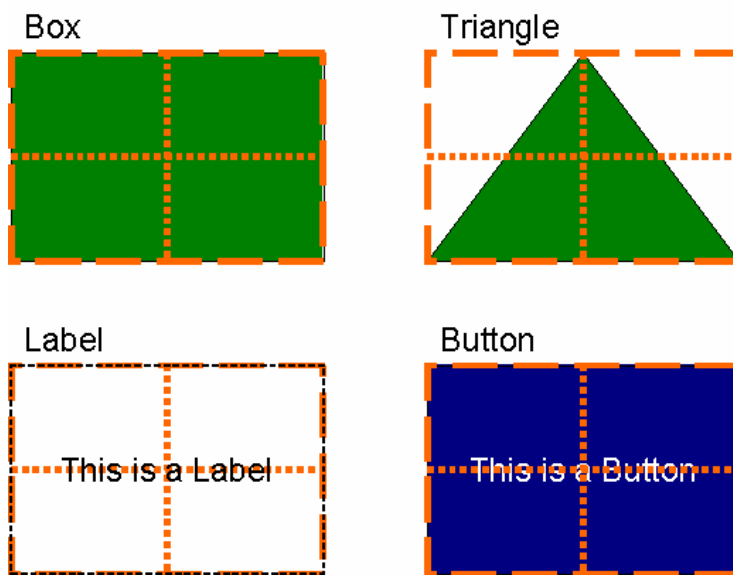 Box
Triangle
Label
Button
This is a Label
This is a Button